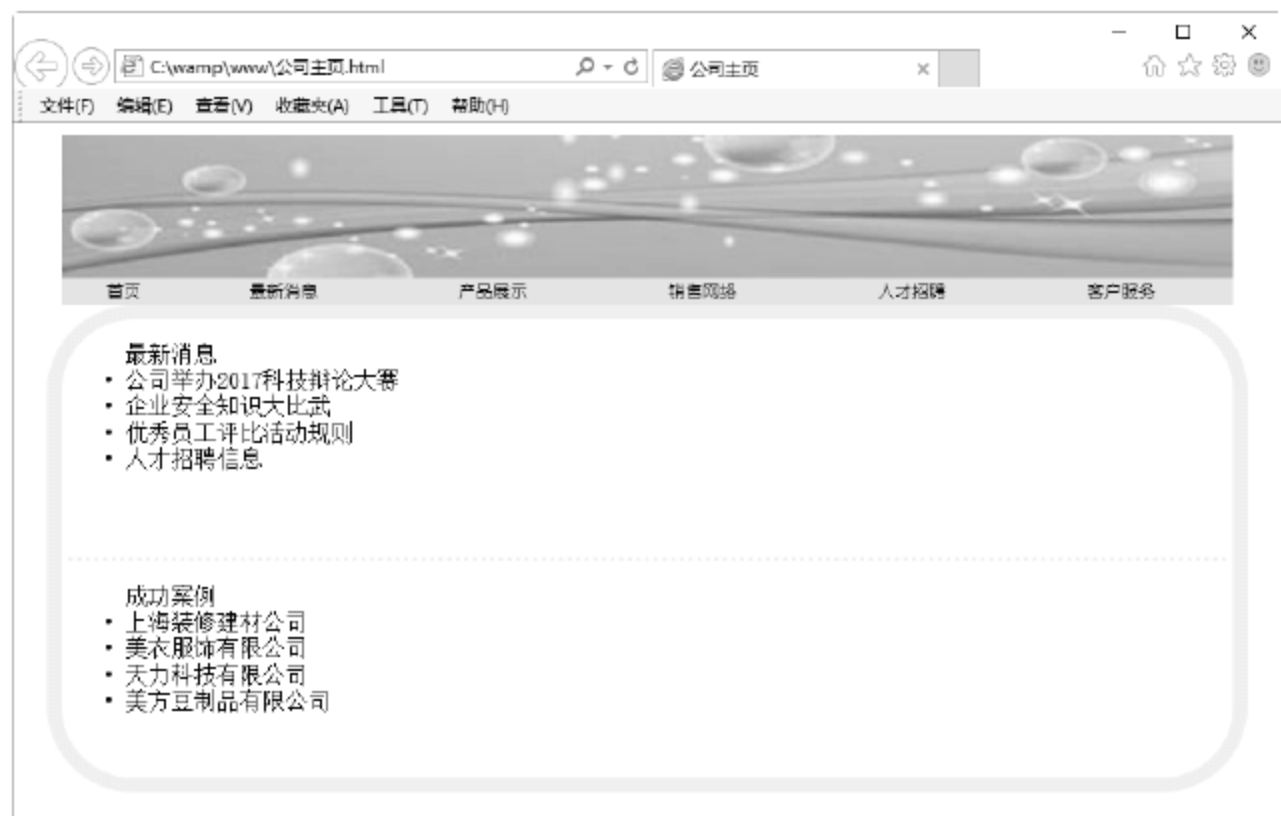 C:\wamp\www\公司主页.html 公司主页
文件(F) 编辑(E) 查看(V) 收藏夹(A) 工具(T) 帮助(H)
首页 最新消息 产品展示 销售网络 人才招聘 客户服务
最新消息
• 公司举办2017科技辩论大赛
• 企业安全知识大比武
• 优秀员工评比活动规则
• 人才招聘信息
成功案例
• 上海装修建材公司
• 美衣服饰有限公司
• 天力科技有限公司
• 美方豆制品有限公司